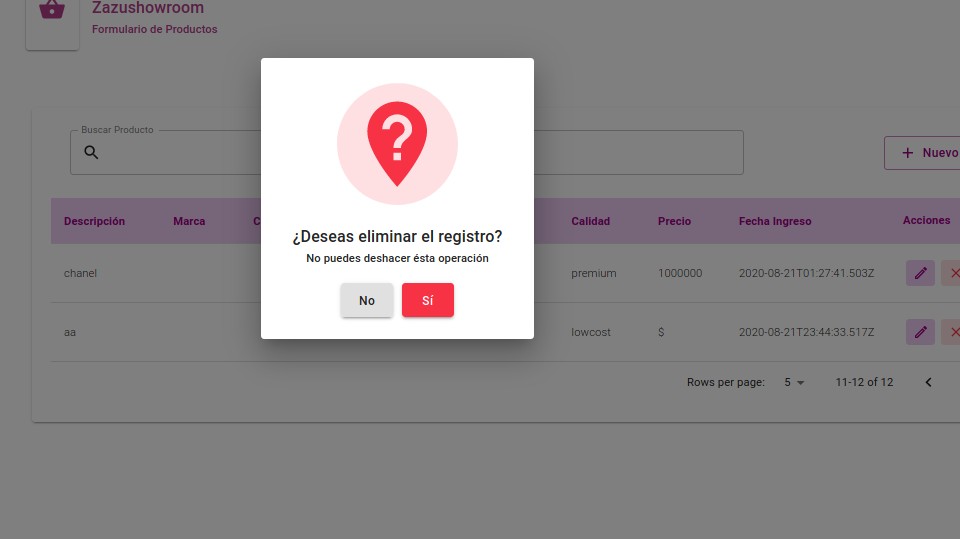 Zazushowroom
Formulario de Productos
Buscar Producto
Nuevo
¿Deseas eliminar el registro?
No puedes deshacer ésta operación
No
Sí
Descripción Marca C Calidad Precio Fecha Ingreso Acciones
chanel premium 1000000 2020-08-21T01:27:41.503Z
aa lowcost $ 2020-08-21T23:44:33.517Z
Rows per page: 5 11-12 of 12